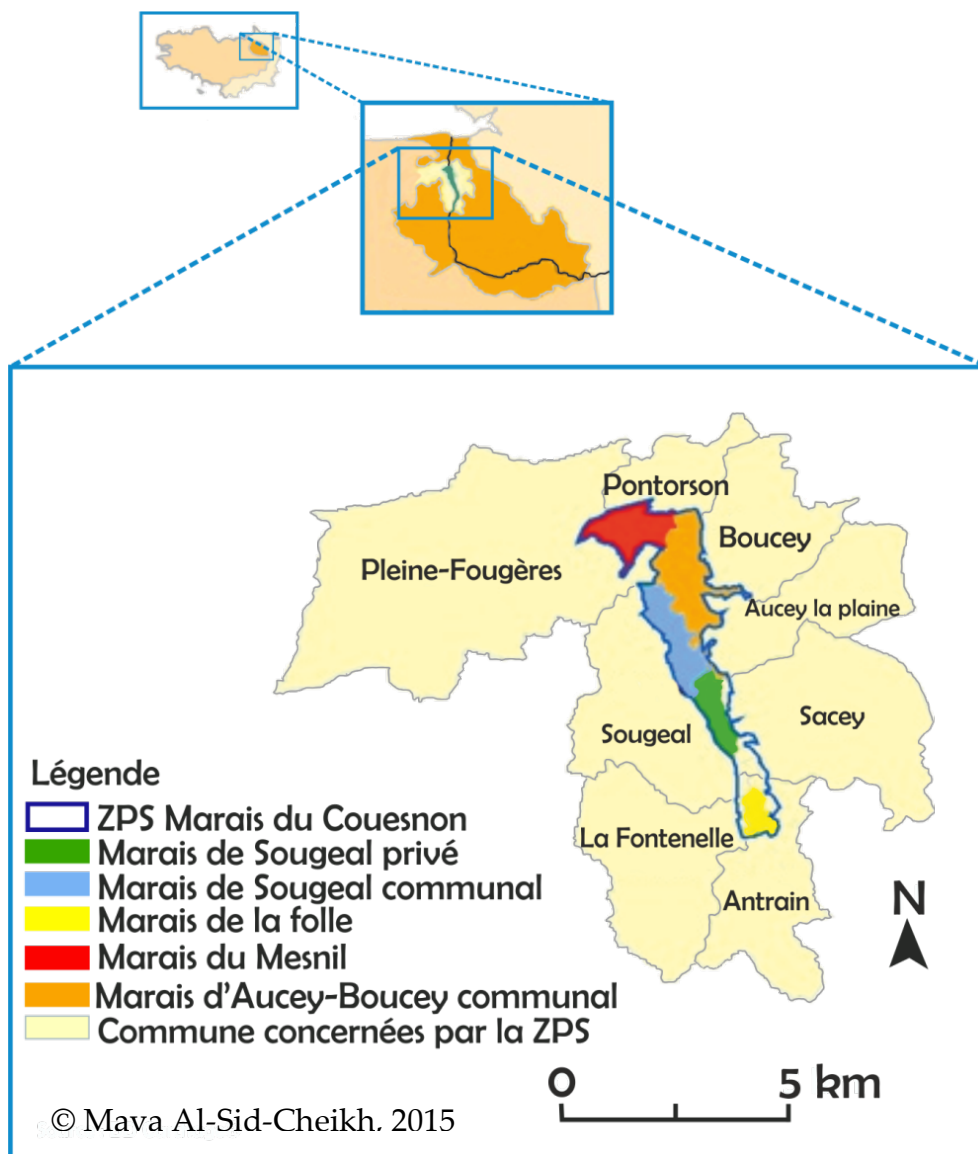 Pontorson
Boucey
Pleine-Fougères
Aucey la plaine
Sacey
Sougeal
La Fontenelle
Antrain
Légende
ZPS Marais du Couesnon
Marais de Sougeal privé
Marais de Sougeal communal
Marais de la folle
Marais du Mesnil
Marais d'Aucey-Boucey communal
Commune concernées par la ZPS
N
0 5 km
© Mava Al-Sid-Cheikh. 2015